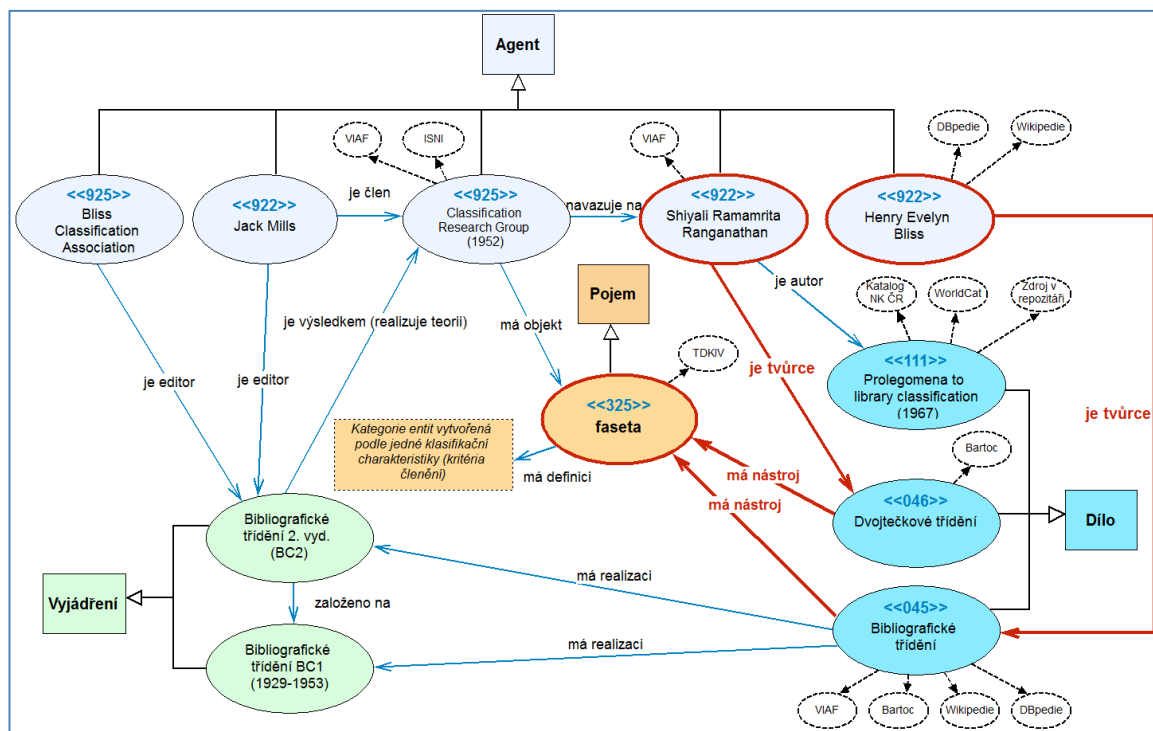 Agent
VIAF
ISNI
VIAF
DBpedie
Wikipedie
<<925>>
Bliss
Classification
Association
<<922>>
Jack Mills
je člen
<<925>>
Classification
Research Group
(1952)
navazuje na
<<922>>
Shiyali Ramamrita
Ranganathan
<<922>>
Henry Evelyn
Bliss
Pojem
je autor
Katalog
NK ČR
WorldCat
Zdroj v
repozitáři
je výsledkem (realizuje teorii)
má objekt
TDKIV
je editor
je editor
je tvůrce
<<111>>
Prolegomena to
library classification
(1967)
je tvůrce
<<325>>
faseta
Kategorie entit vytvořená
podle jedné klasifikační
charakteristiky (kritéria
členění)
má definici
má nástroj
má nástroj
Bartoc
<<046>>
Dvojtečkové třídění
Dílo
Bibliografické
třídění 2. vyd.
(BC2)
Vyjádření
založeno na
má realizaci
<<045>>
Bibliografické
třídění
má realizaci
Bibliografické
třídění BC1
(1929-1953)
VIAF
Bartoc
Wikipedie
DBpedie